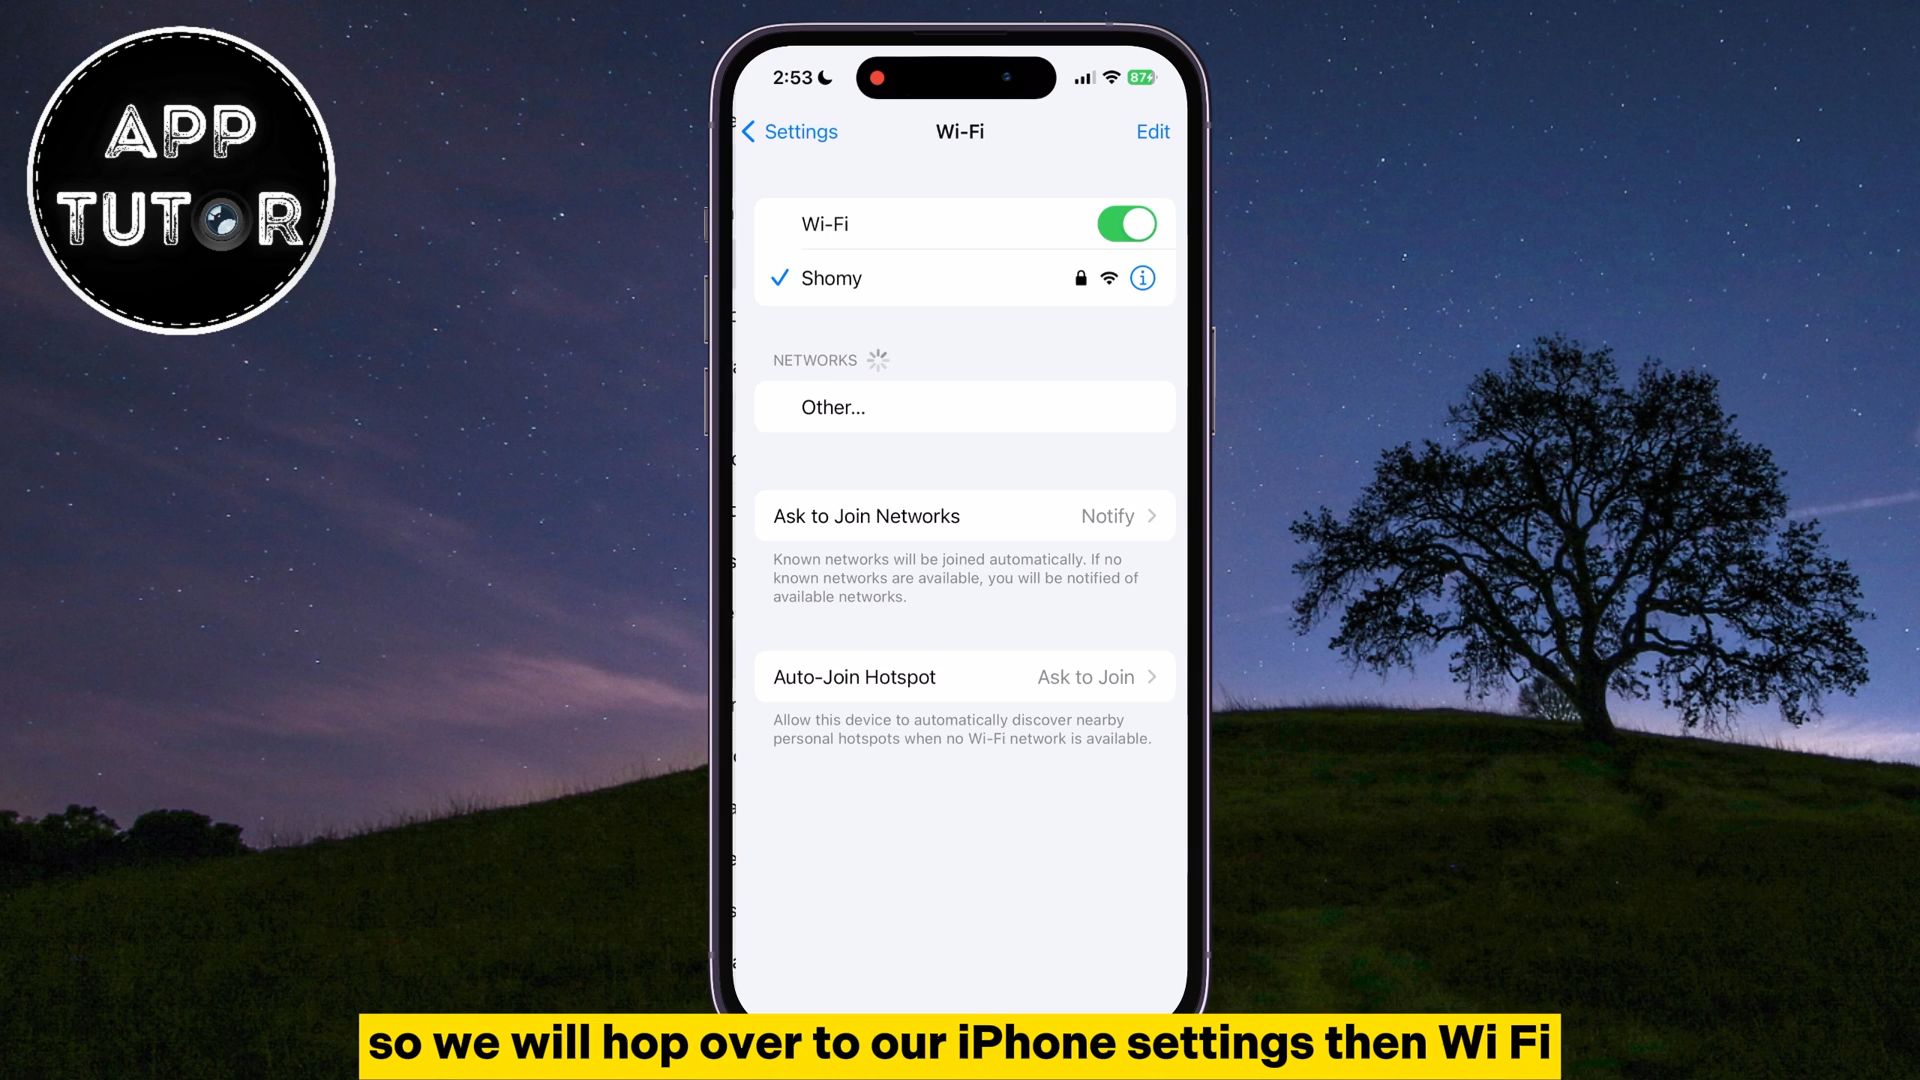 APP
TUTOR
2:53
87
Settings
Wi-Fi
Edit
Wi-Fi
Shomy
NETWORKS
Other...
Ask to Join Networks
Notify
Known networks will be joined automatically. If no
known networks are available, you will be notified of
available networks.
Auto-Join Hotspot
Ask to Join
Allow this device to automatically discover nearby
personal hotspots when no Wi-Fi network is available.
so we will hop over to our iPhone settings then Wi Fi